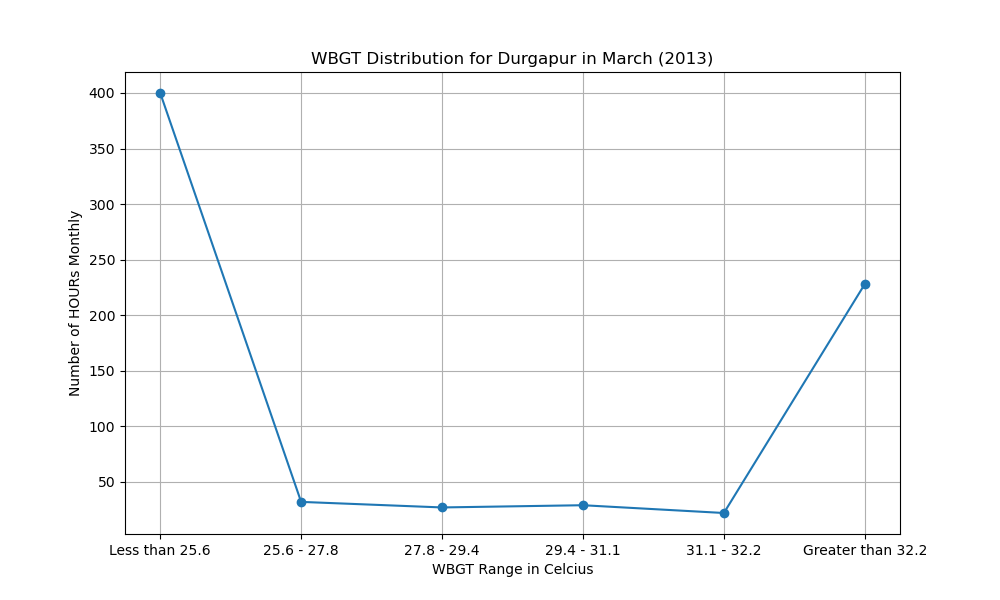 WBGT Distribution for Durgapur in March (2013)
Number of HOURs Monthly
400
350
300
250
200
150
100
50
Less than 25.6
25.6 - 27.8
27.8 - 29.4
29.4 - 31.1
31.1 - 32.2
Greater than 32.2
WBGT Range in Celcius